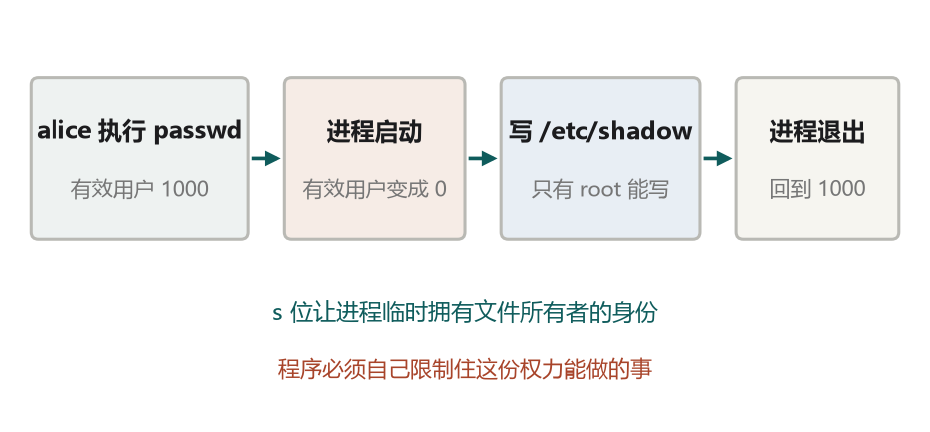 alice 执行 passwd
有效用户 1000
进程启动
有效用户变成 0
写 /etc/shadow
只有 root 能写
进程退出
回到 1000
s 位让进程临时拥有文件所有者的身份
程序必须自己限制住这份权力能做的事